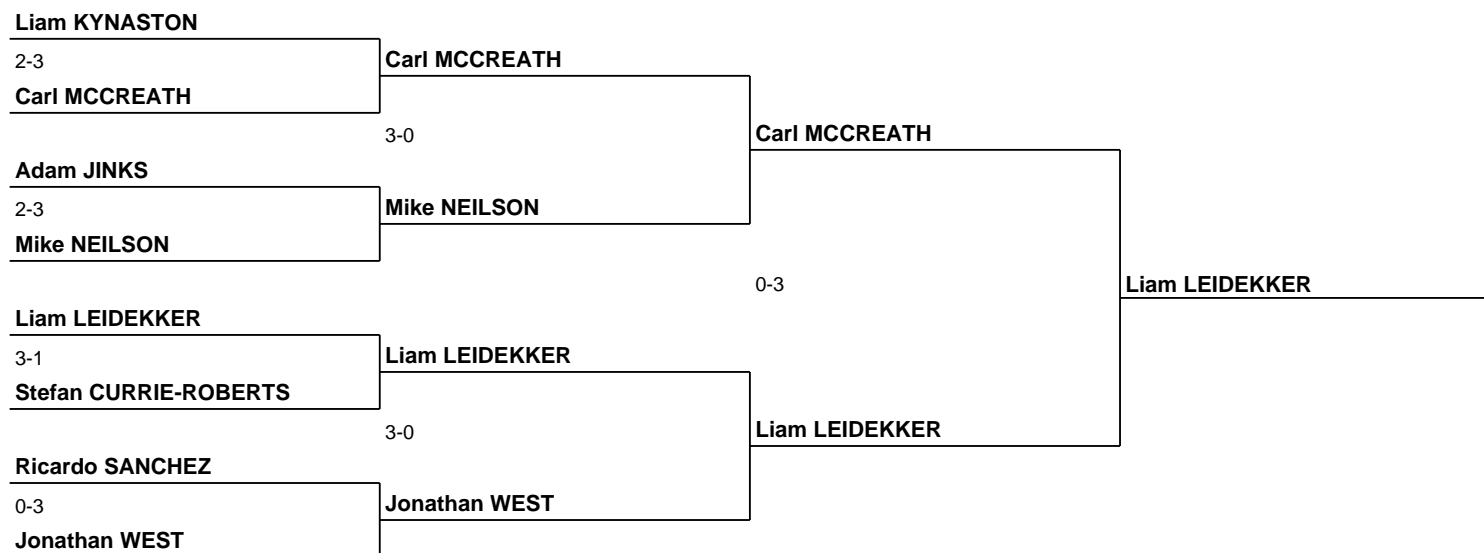 Liam KYNASTON
2-3
Carl MCCREATH
Carl MCCREATH
3-0
Carl MCCREATH
Adam JINKS
2-3
Mike NEILSON
Mike NEILSON
0-3
Liam LEIDEKKER
Liam LEIDEKKER
3-1
Liam LEIDEKKER
Stefan CURRIE-ROBERTS
3-0
Liam LEIDEKKER
Ricardo SANCHEZ
0-3
Jonathan WEST
Jonathan WEST